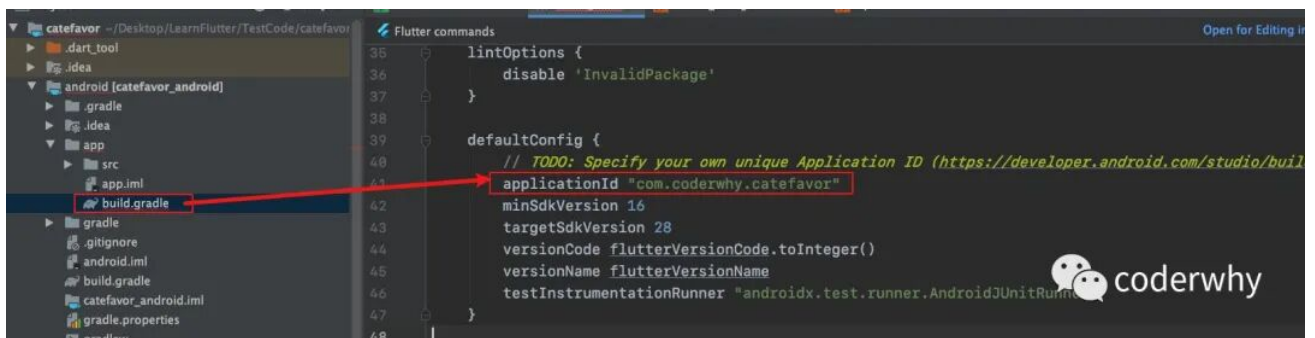 catefavor ~/Desktop/LearnFlutter/TestCode/catefavor
.dart_tool
.idea
android [catefavor_android]
.gradle
.idea
app
src
app.iml
build.gradle
gradle
.gitignore
android.iml
build.gradle
catefavor_android.iml
gradle.properties
Flutter commands
Open for Editing in
35 lintOptions {
36 disable 'InvalidPackage'
37 }
38
39 defaultConfig {
40 // TODO: Specify your own unique Application ID (https://developer.android.com/studio/buil
41 applicationId "com.coderwhy.catefavor"
42 minSdkVersion 16
43 targetSdkVersion 28
44 versionCode flutterVersionCode.toInteger()
45 versionName flutterVersionName
46 testInstrumentationRunner "androidx.test.runner.AndroidJUnitRunne
47 }
48
coderwhy